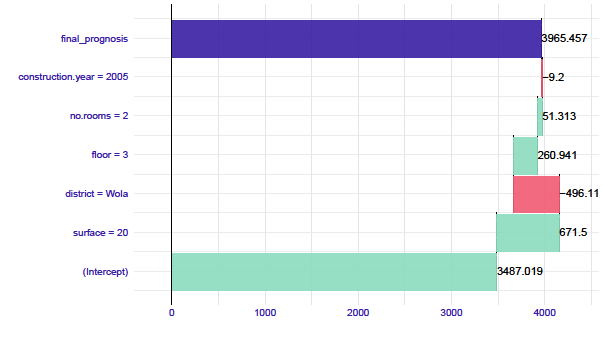 final_prognosis 3965.457
construction.year = 2005 −9.2
no.rooms = 2 51.313
floor = 3 260.941
district = Wola −496.11
surface = 20 671.5
(Intercept) 3487.019
0 1000 2000 3000 4000